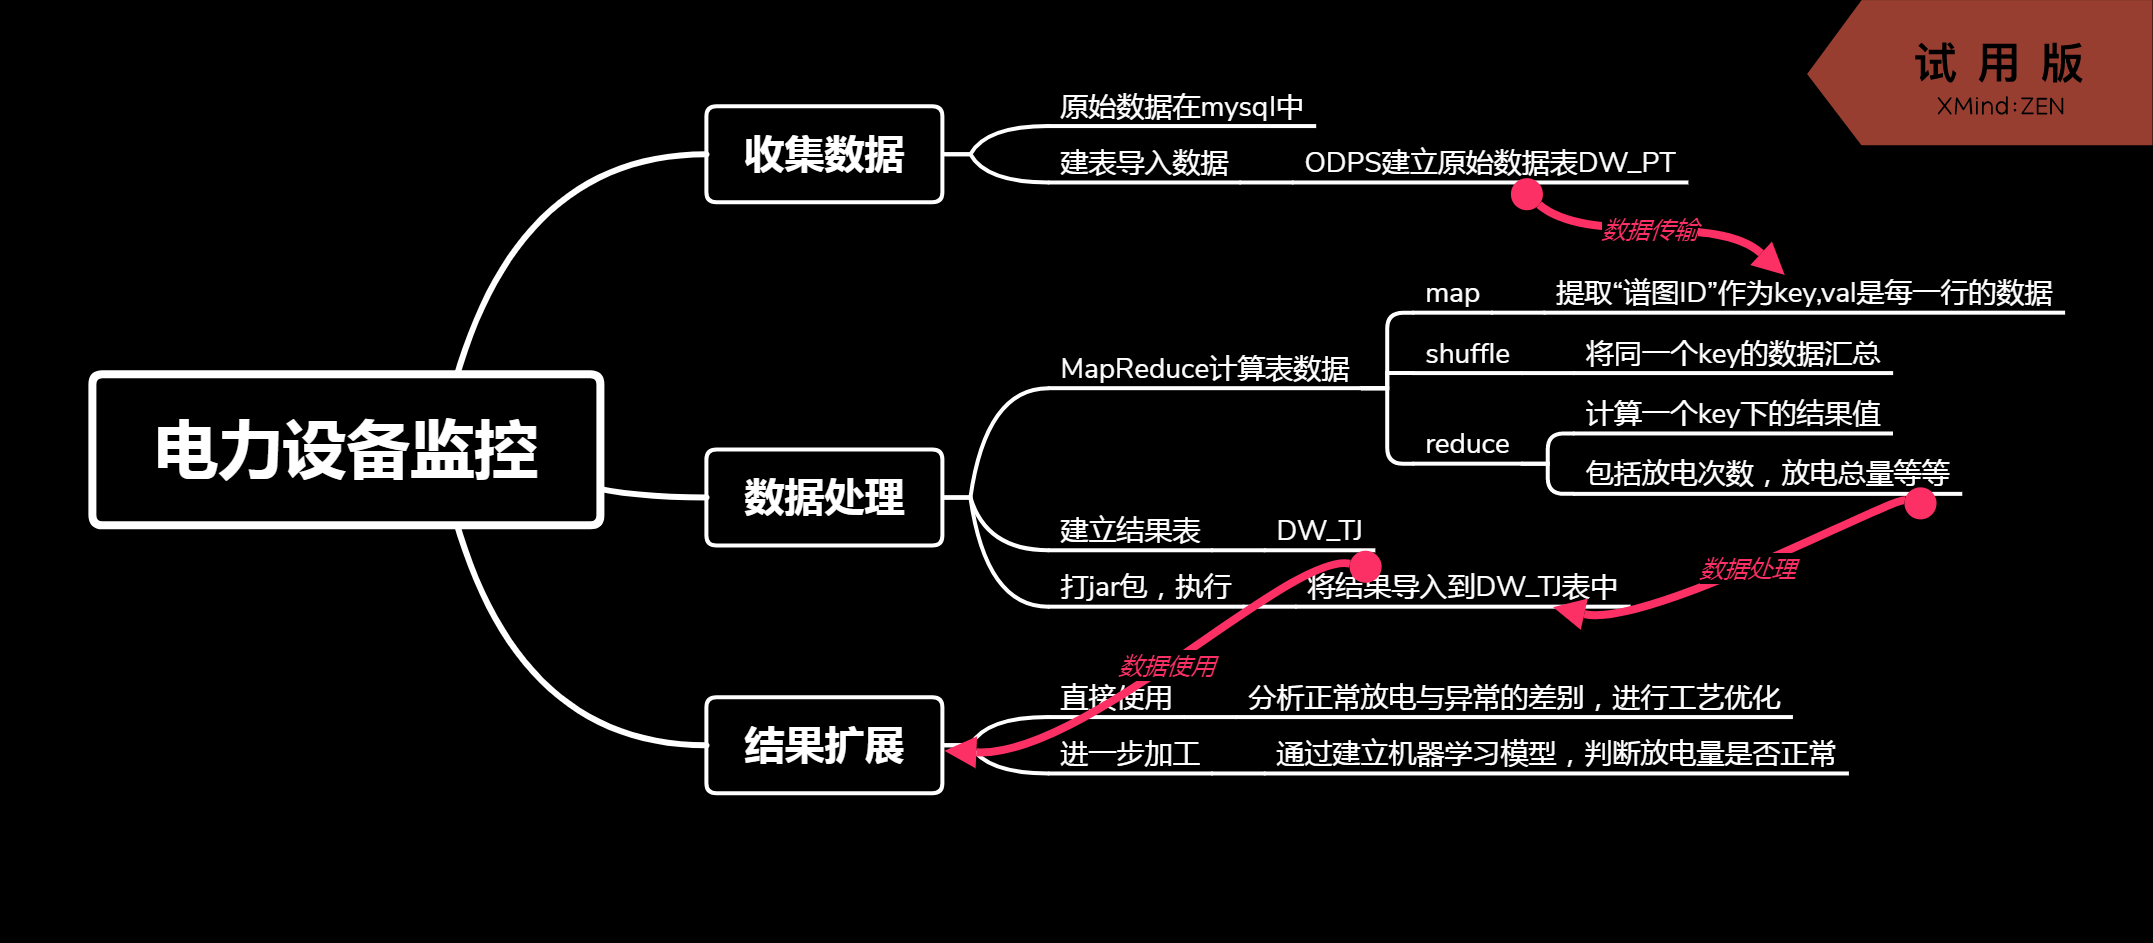 试用版
XMind:ZEN
电力设备监控
收集数据
原始数据在mysql中
建表导入数据
ODPS建立原始数据表DW_PT
数据传输
数据处理
MapReduce计算表数据
map
提取“谱图ID”作为key,val是每一行的数据
shuffle
将同一个key的数据汇总
reduce
计算一个key下的结果值
包括放电次数，放电总量等等
建立结果表
DW_TJ
打jar包，执行
将结果导入到DW_TJ表中
数据处理
数据使用
结果扩展
直接使用
分析正常放电与异常的差别，进行工艺优化
进一步加工
通过建立机器学习模型，判断放电量是否正常